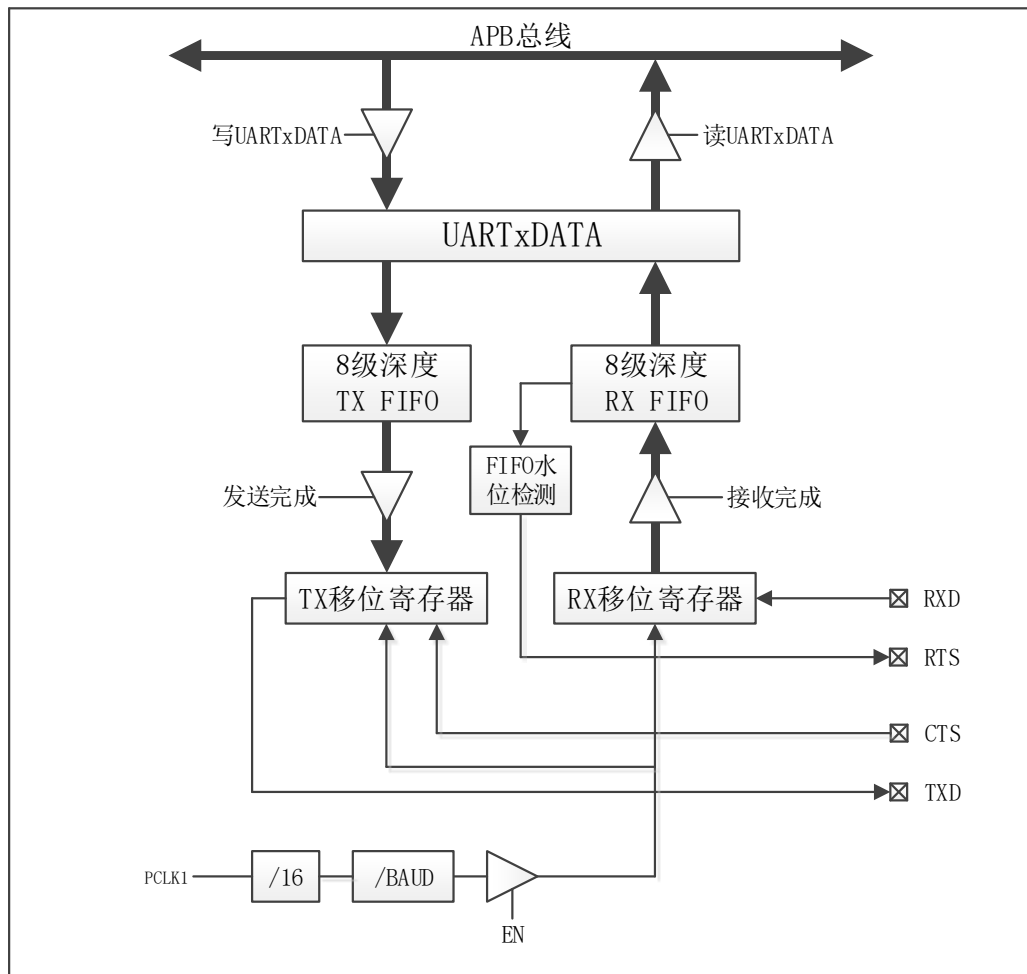 APB总线
写UARTxDATA
读UARTxDATA
UARTxDATA
8级深度
TX FIFO
8级深度
RX FIFO
FIFO水
位检测
发送完成
接收完成
TX移位寄存器
RX移位寄存器
RXD
RTS
CTS
TXD
PCLK1
/16
/BAUD
EN